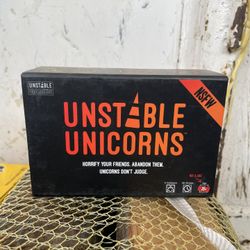 UNSTABLE
NSFW
UNSTABLE
UNICORNS
HORRIFY YOUR FRIENDS. ABANDON THEM.
UNICORNS DON'T JUDGE.